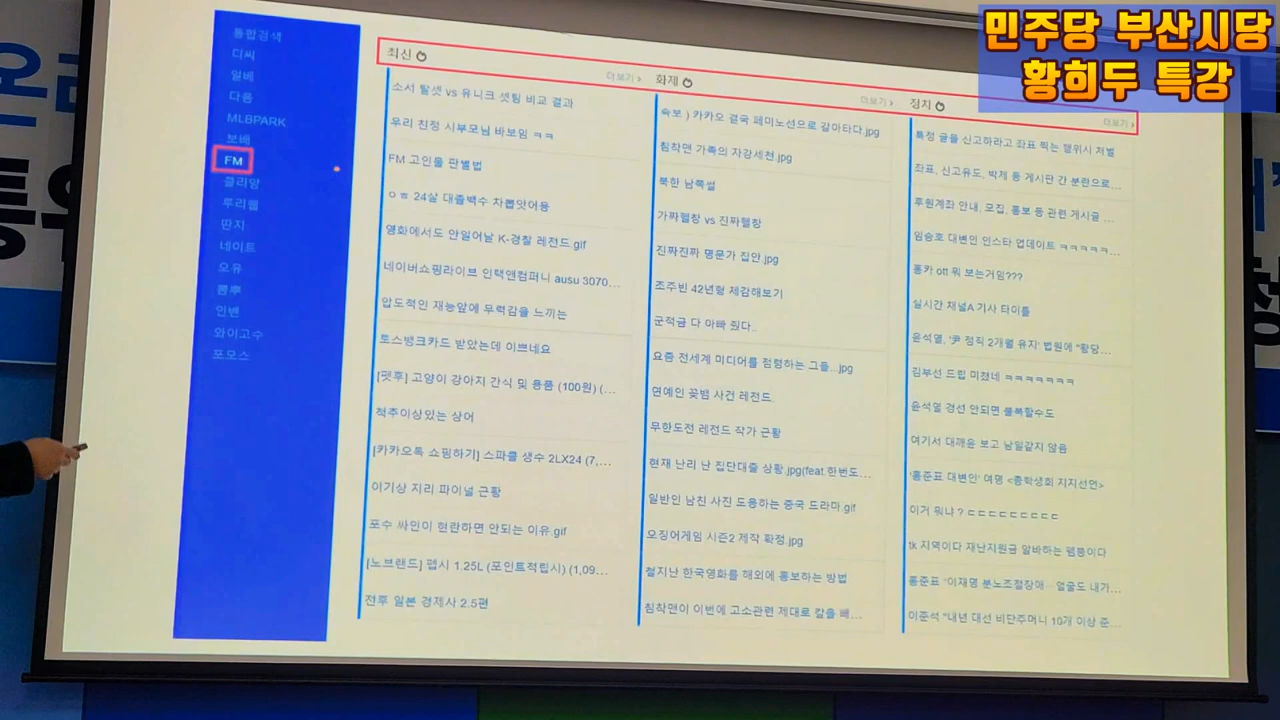 민주당 부산시당
황희두 특강
통합검색
디씨
일베
다음
MLBPARK
보배
FM
클리앙
루리웹
딴지
네이트
오유
뽐뿌
인벤
와이고수
포모스
최신
더보기 >
소서 탈셋 vs 유니크 셋팅 비교 결과
우리 친정 시부모님 바보임 ㅋㅋ
FM 고인물 판별법
ㅇㅎ 24살 대졸백수 차뽑앗어용
영화에서도 안일어날 K-경찰 레전드.gif
네이버쇼핑라이브 인택앤컴퍼니 ausu 3070...
압도적인 재능앞에 무력감을 느끼는
토스뱅크카드 받았는데 이쁘네요
[펫후] 고양이 강아지 간식 및 용품 (100원) (...
척추이상있는 상어
[카카오톡 쇼핑하기] 스파클 생수 2LX24 (7,...
이기상 지리 파이널 근황
포수 싸인이 현란하면 안되는 이유.gif
[노브랜드] 펩시 1.25L (포인트적립시) (1,09...
전후 일본 경제사 2.5편
화제
더보기 >
속보 ) 카카오 결국 페미노선으로 갈아타다.jpg
침착맨 가족의 자강세천.jpg
북한 남쪽썰
가짜헬창 vs 진짜헬창
진짜진짜 명문가 집안.jpg
조주빈 42년형 체감해보기
군적금 다 아빠 줬다..
요즘 전세계 미디어를 점령하는 그들...jpg
연예인 꽃뱀 사건 레전드.
무한도전 레전드 작가 근황
현재 난리 난 집단대출 상황.jpg(feat.한번도...
일반인 남친 사진 도용하는 중국 드라마.gif
오징어게임 시즌2 제작 확정.jpg
철지난 한국영화를 해외에 홍보하는 방법
침착맨이 이번에 고소관련 제대로 칼을 빼...
정치
더보기 >
특정 글을 신고하라고 좌표 찍는 행위시 처벌
좌표, 신고유도, 박제 등 게시판 간 분란으로...
후원계좌 안내, 모집, 홍보 등 관련 게시글 ...
임승호 대변인 인스타 업데이트 ㅋㅋㅋㅋㅋ...
홍카 ott 뭐 보는거임???
실시간 채널A 기사 타이틀
윤석열, '尹 정직 2개월 유지' 법원에 "황당...
김부선 드립 미쳤네 ㅋㅋㅋㅋㅋㅋㅋ
윤석열 경선 안되면 불복할수도
여기서 대깨윤 보고 남일같지 않음
'홍준표 대변인' 여명 <총학생회 지지선언>
이거 뭐냐 ? ㄷㄷㄷㄷㄷㄷㄷㄷㄷ
tk 지역이다 재난지원금 알바하는 펨붕이다
홍준표 "이재명 분노조절장애… 얼굴도 내가...
이준석 "내년 대선 비단주머니 10개 이상 준...